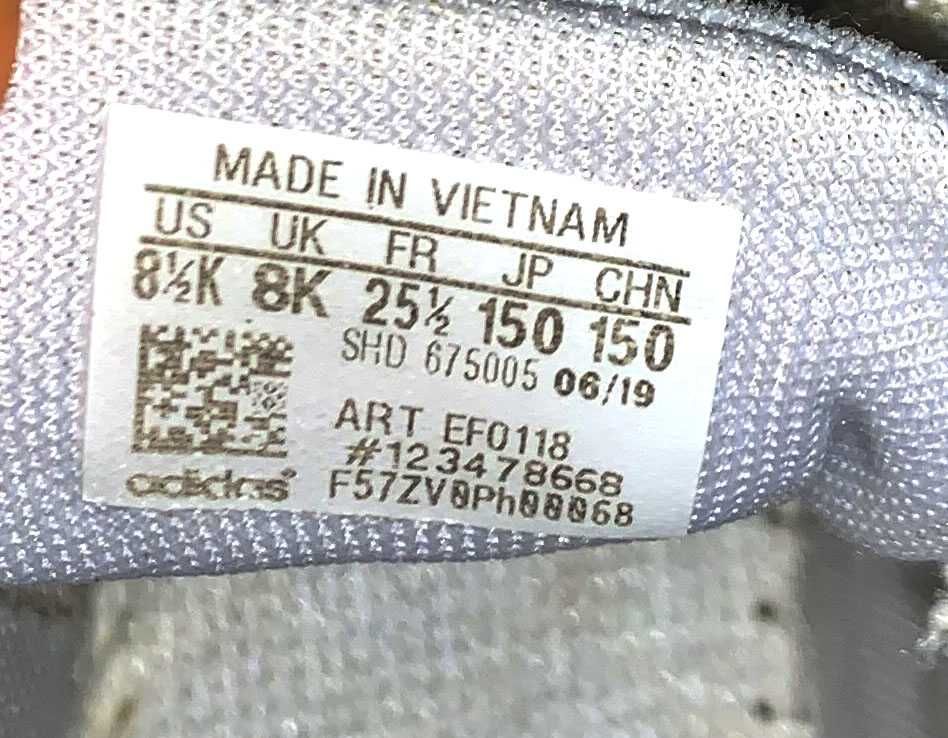 MADE IN VIETNAM
US UK FR JP CHN
8½K 8K 25½ 150 150
SHD 675005 06/19
ART EF0118
#123478668
adidas F57ZV0Ph00068